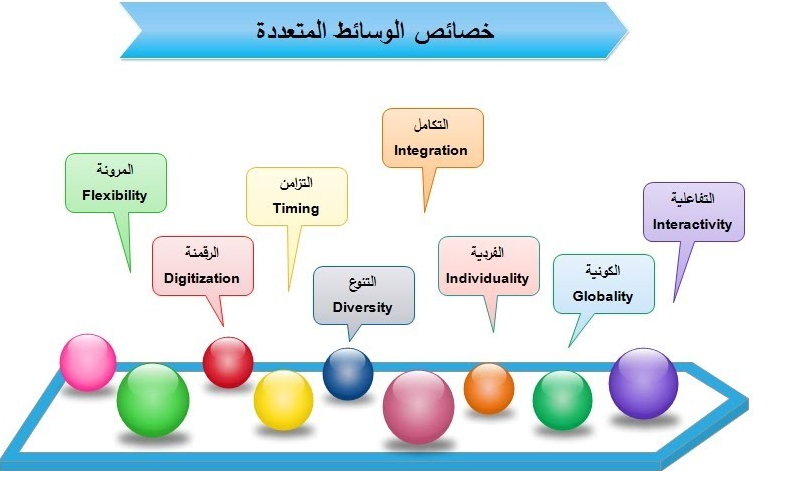 خصائص الوسائط المتعددة
التكامل
Integration
المرونة
Flexibility
التزامن
Timing
التفاعلية
Interactivity
الرقمنة
Digitization
الفردية
Individuality
الكونية
Globality
التنوع
Diversity